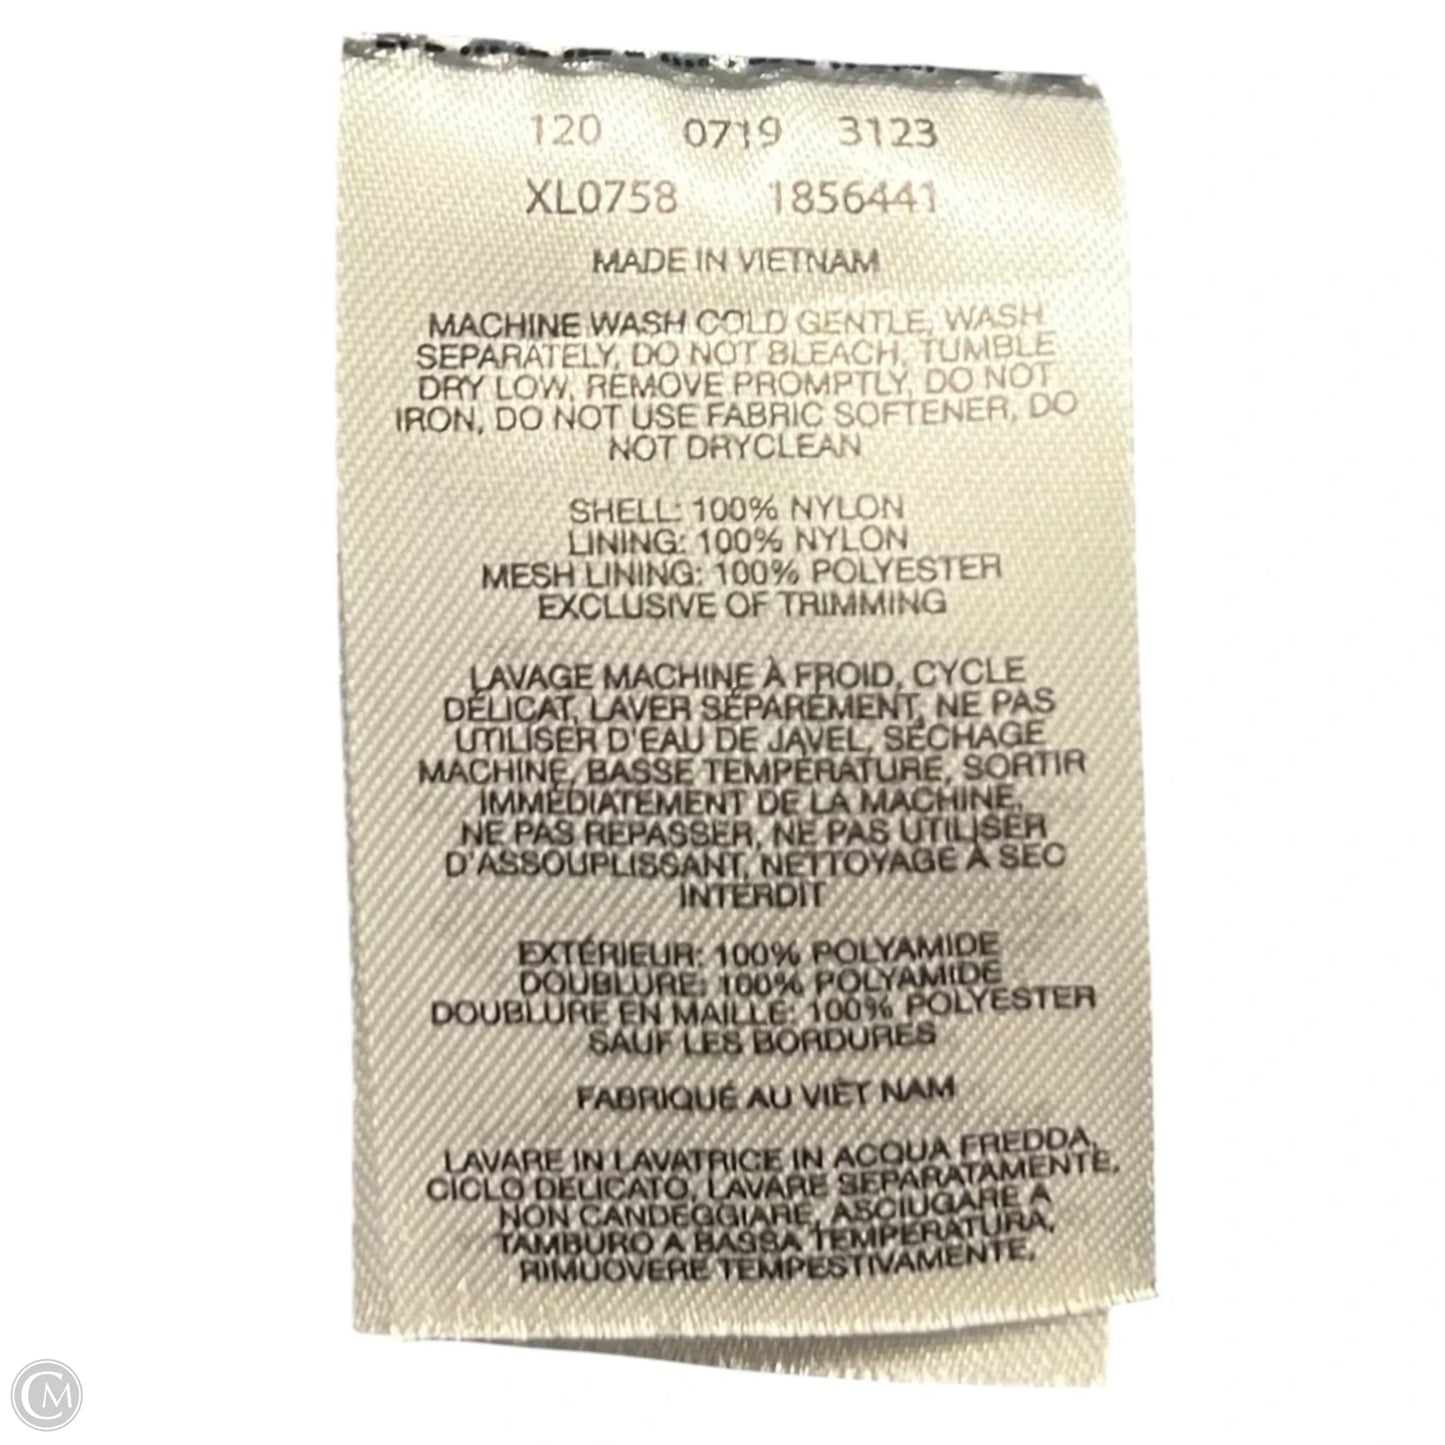 120 0719 3123
XL0758 1856441
MADE IN VIETNAM
MACHINE WASH COLD GENTLE, WASH
SEPARATELY, DO NOT BLEACH, TUMBLE
DRY LOW, REMOVE PROMPTLY, DO NOT
IRON, DO NOT USE FABRIC SOFTENER, DO
NOT DRYCLEAN
SHELL: 100% NYLON
LINING: 100% NYLON
MESH LINING: 100% POLYESTER
EXCLUSIVE OF TRIMMING
LAVAGE MACHINE À FROID, CYCLE
DÉLICAT, LAVER SÉPARÉMENT, NE PAS
UTILISER D'EAU DE JAVEL, SÉCHAGE
MACHINE, BASSE TEMPÉRATURE, SORTIR
IMMÉDIATEMENT DE LA MACHINE,
NE PAS REPASSER, NE PAS UTILISER
D'ASSOUPLISSANT, NETTOYAGE À SEC
INTERDIT
EXTÉRIEUR: 100% POLYAMIDE
DOUBLURE: 100% POLYAMIDE
DOUBLURE EN MAILLE: 100% POLYESTER
SAUF LES BORDURES
FABRIQUÉ AU VIÊT NAM
LAVARE IN LAVATRICE IN ACQUA FREDDA,
CICLO DELICATO, LAVARE SEPARATAMENTE,
NON CANDEGGIARE, ASCIUGARE A
TAMBURO A BASSA TEMPERATURA,
RIMUOVERE TEMPESTIVAMENTE,
CM